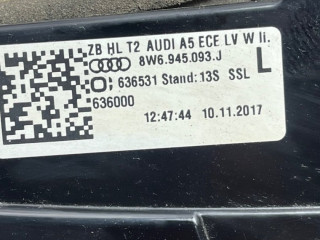 ZB HL T2 AUDI A5 ECE LV W li.
8W6.945.093.J
636531 Stand: 13S SSL L
636000
12:47:44 10.11.2017